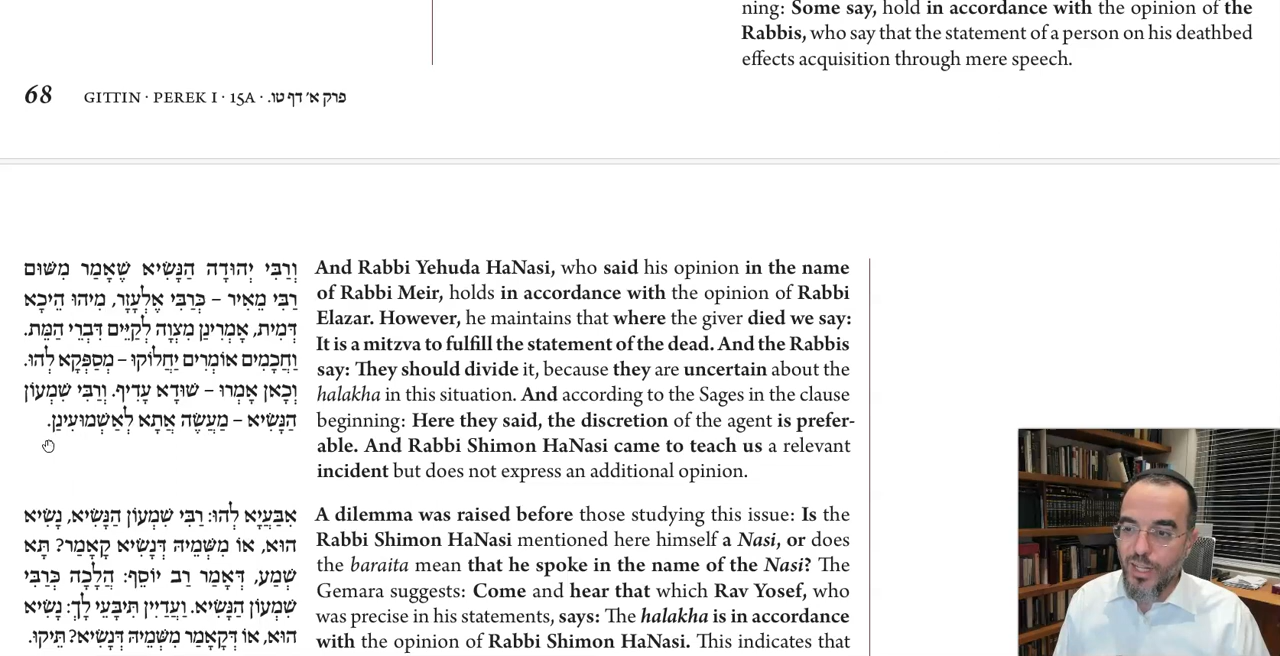 ning: Some say, hold in accordance with the opinion of the
Rabbis, who say that the statement of a person on his deathbed
effects acquisition through mere speech.
68 GITTIN · PEREK I · 15A · פרק א׳ דף טו.
וְרַבִּי יְהוּדָה הַנָּשִׂיא שֶׁאָמַר מִשּׁוּם
רַבִּי מֵאִיר – כְּרַבִּי אֶלְעָזָר, מִיהוּ הֵיכָא
דְּמִית, אָמְרִינַן מִצְוָה לְקַיֵּים דִּבְרֵי הַמֵּת.
וַחֲכָמִים אוֹמְרִים יַחֲלוֹקוּ – מְסַפְּקָא לְהוּ.
וְכָאן אָמְרוּ – שׁוּדָא עֲדִיף. וְרַבִּי שִׁמְעוֹן
הַנָּשִׂיא – מַעֲשֶׂה אֲתָא לְאַשְׁמוּעִינַן.
And Rabbi Yehuda HaNasi, who said his opinion in the name
of Rabbi Meir, holds in accordance with the opinion of Rabbi
Elazar. However, he maintains that where the giver died we say:
It is a mitzva to fulfill the statement of the dead. And the Rabbis
say: They should divide it, because they are uncertain about the
halakha in this situation. And according to the Sages in the clause
beginning: Here they said, the discretion of the agent is prefer-
able. And Rabbi Shimon HaNasi came to teach us a relevant
incident but does not express an additional opinion.
אִבַּעְיָא לְהוּ: רַבִּי שִׁמְעוֹן הַנָּשִׂיא, נָשִׂיא
הוּא, אוֹ מִשְּׁמֵיהּ דְּנָשִׂיא קָאָמַר? תָּא
שְׁמַע, דְּאָמַר רַב יוֹסֵף: הֲלָכָה כְּרַבִּי
שִׁמְעוֹן הַנָּשִׂיא. וַעֲדַיִין תִּיבְּעֵי לָךְ: נָשִׂיא
הוּא, אוֹ דְּקָאָמַר מִשְּׁמֵיהּ דְּנָשִׂיא? תֵּיקוּ.
A dilemma was raised before those studying this issue: Is the
Rabbi Shimon HaNasi mentioned here himself a Nasi, or does
the baraita mean that he spoke in the name of the Nasi? The
Gemara suggests: Come and hear that which Rav Yosef, who
was precise in his statements, says: The halakha is in accordance
with the opinion of Rabbi Shimon HaNasi. This indicates that